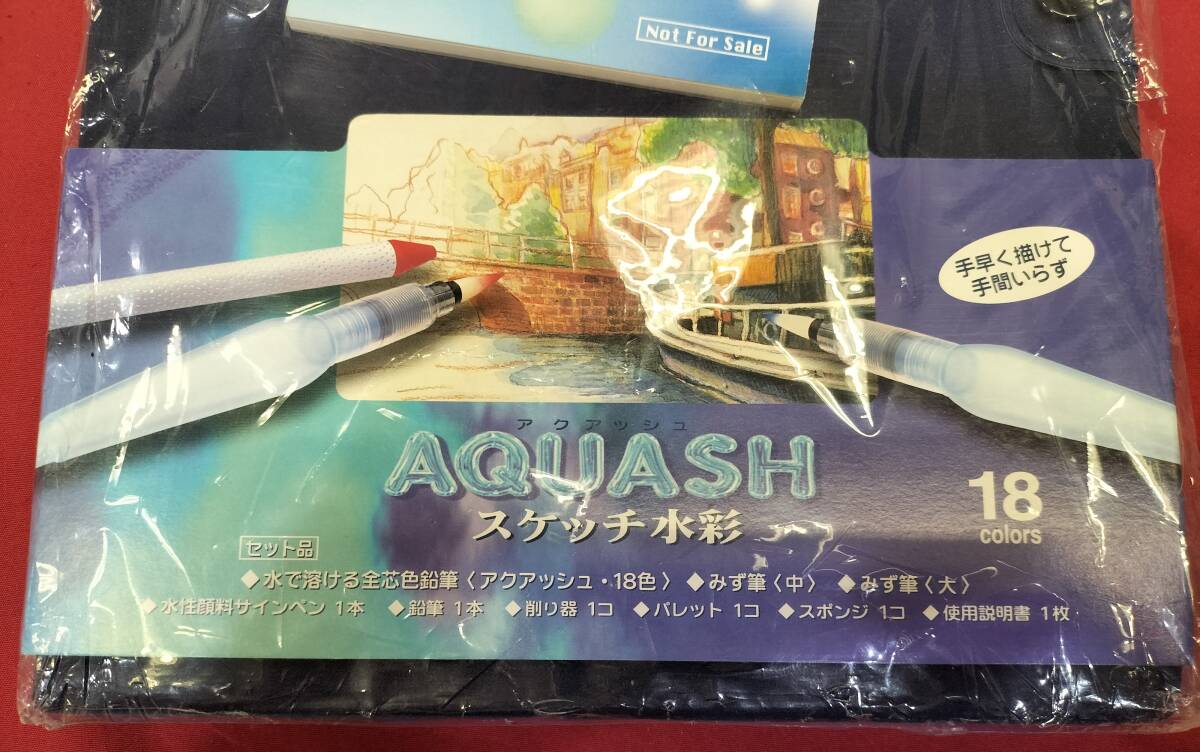 Not For Sale
手早く描けて
手間いらず
アクアッシュ
AQUASH
スケッチ水彩
18
colors
セット品
◆水で溶ける全芯色鉛筆〈アクアッシュ・18色〉 ◆みず筆〈中〉 ◆みず筆〈大〉
◆水性顔料サインペン 1本 ◆鉛筆 1本 ◆削り器 1コ ◆パレット 1コ ◆スポンジ 1コ ◆使用説明書 1枚